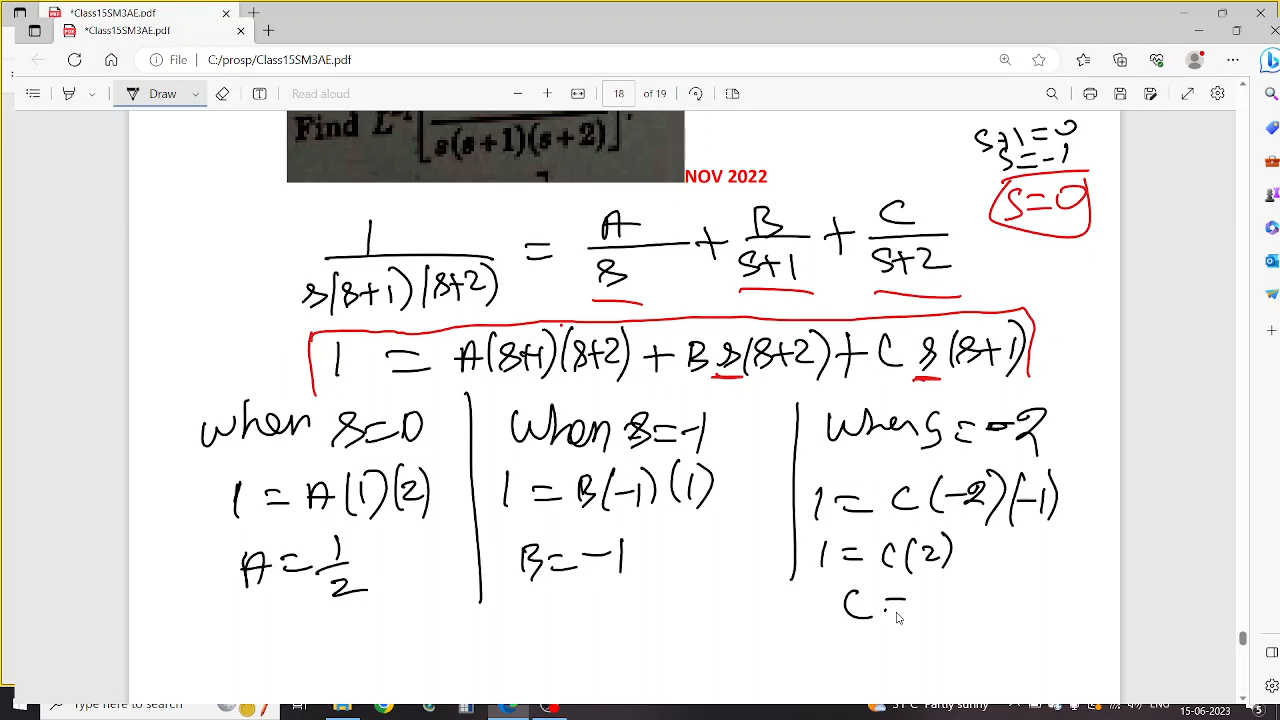 *Class15SM3AE.pdf
*Class15SM3AE.pdf
File C:/prosp/Class15SM3AE.pdf
Draw Read aloud 18 of 19
Find L⁻¹ [ s(s+1)(s+2) ].
NOV 2022
s+1=0
s=-1
s=0
1/(s(s+1)(s+2)) = A/s + B/(s+1) + C/(s+2)
1 = A(s+1)(s+2) + B s(s+2) + C s(s+1)
when s=0
1 = A(1)(2)
A = 1/2
when s=-1
1 = B(-1)(1)
B = -1
when s = -2
1 = C(-2)(-1)
1 = C(2)
C =
Type here to search
Partly sunny
15-06-2023